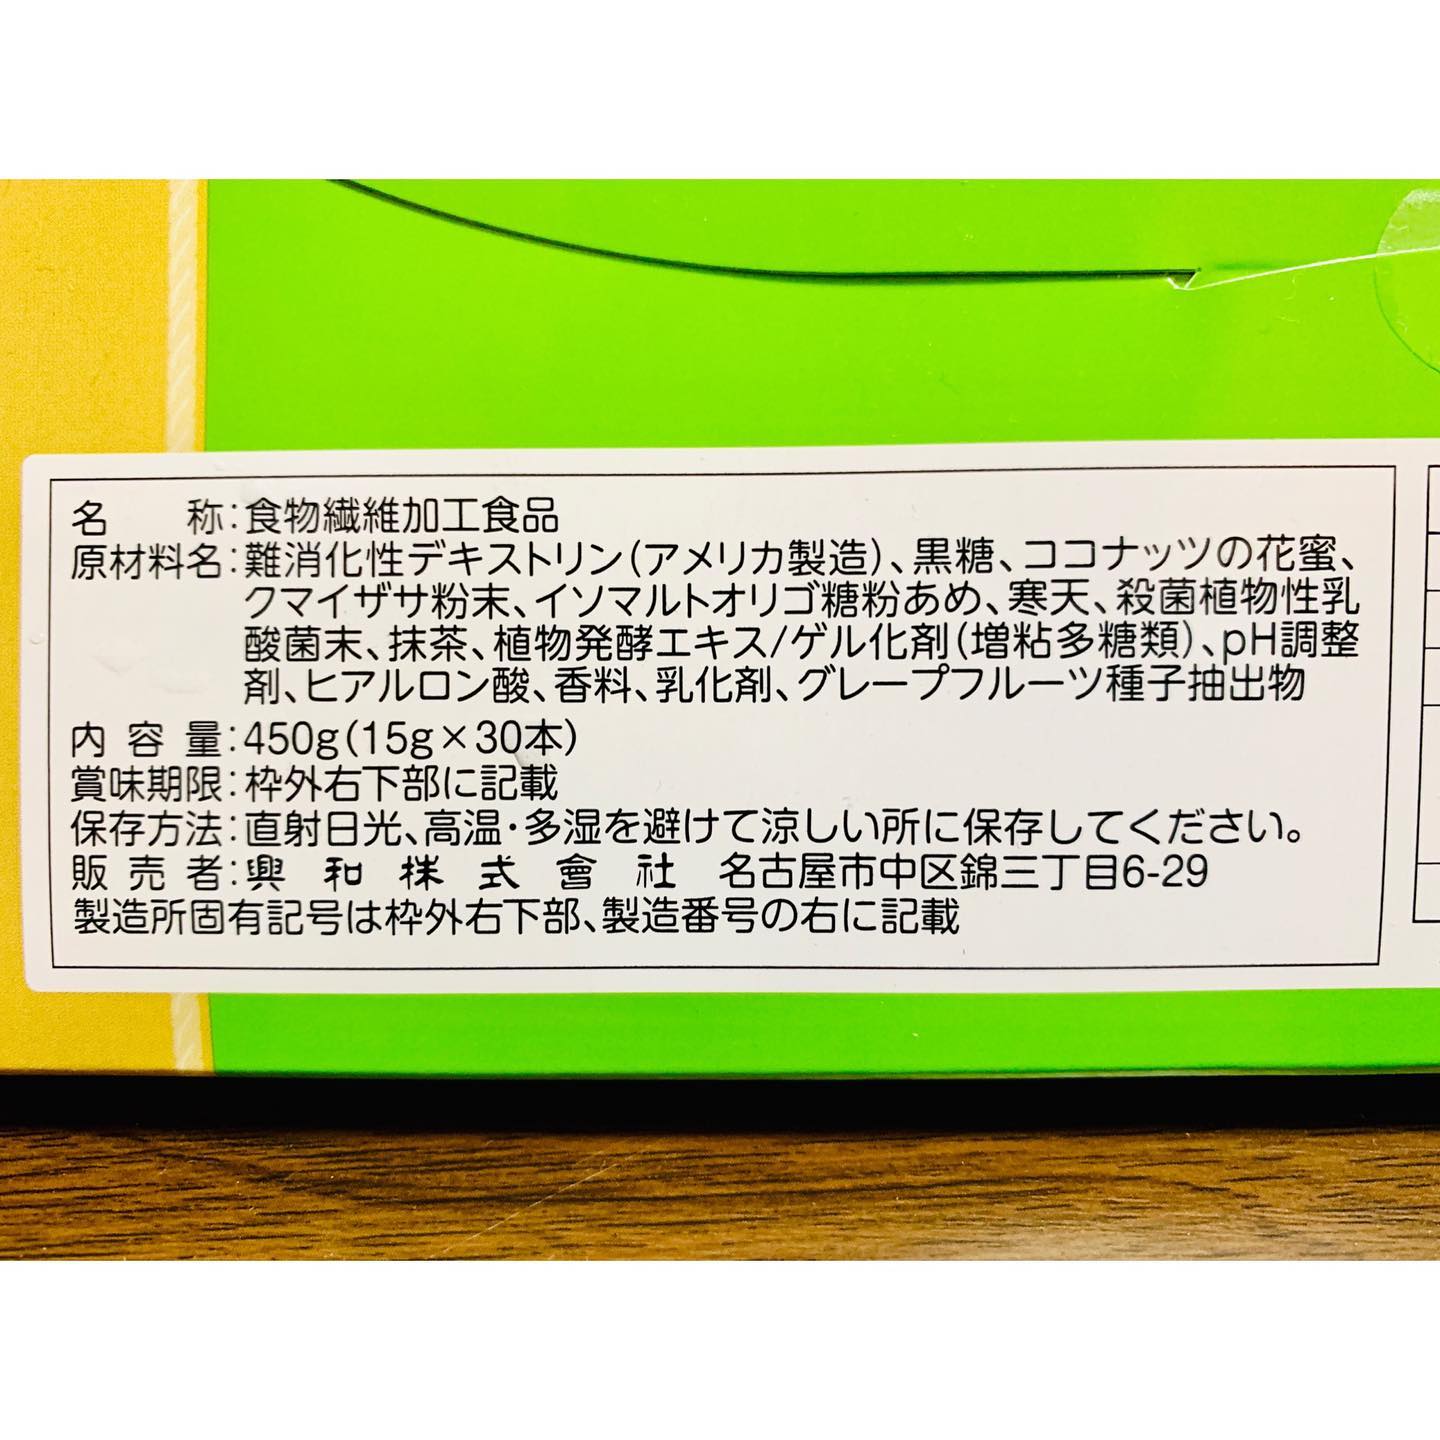 名称:食物繊維加工食品
原材料名:難消化性デキストリン(アメリカ製造)、黒糖、ココナッツの花蜜、
クマイザサ粉末、イソマルトオリゴ糖粉あめ、寒天、殺菌植物性乳
酸菌末、抹茶、植物発酵エキス/ゲル化剤(増粘多糖類)、pH調整
剤、ヒアルロン酸、香料、乳化剤、グレープフルーツ種子抽出物
内容量:450g(15g×30本)
賞味期限:枠外右下部に記載
保存方法:直射日光、高温・多湿を避けて涼しい所に保存してください。
販売者:興和株式會社 名古屋市中区錦三丁目6-29
製造所固有記号は枠外右下部、製造番号の右に記載